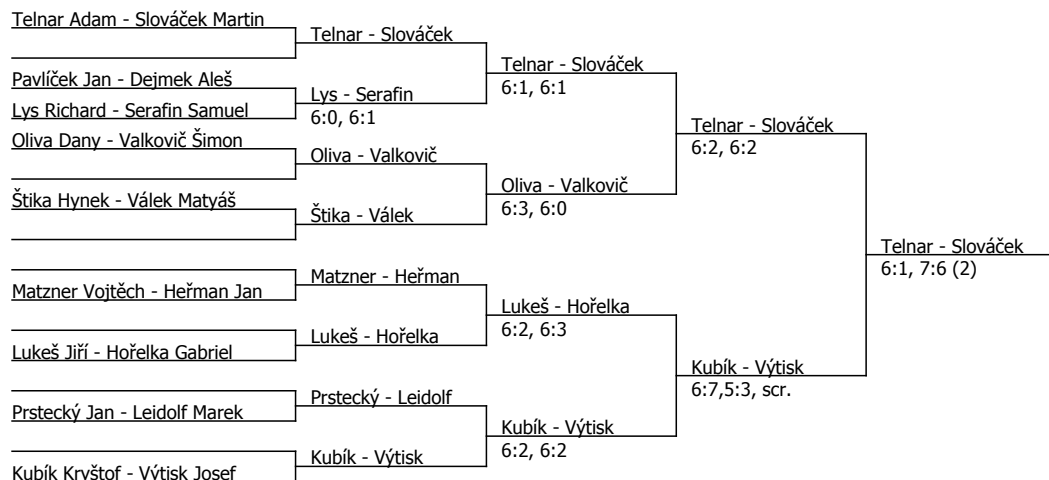 Telnar Adam - Slováček Martin
Pavlíček Jan - Dejmek Aleš
Lys Richard - Serafin Samuel
Oliva Dany - Valkovič Šimon
Štika Hynek - Válek Matyáš
Matzner Vojtěch - Heřman Jan
Lukeš Jiří - Hořelka Gabriel
Prstecký Jan - Leidolf Marek
Kubík Kryštof - Výtisk Josef
Telnar - Slováček
Lys - Serafin
6:0, 6:1
Oliva - Valkovič
Štika - Válek
Matzner - Heřman
Lukeš - Hořelka
Prstecký - Leidolf
Kubík - Výtisk
Telnar - Slováček
6:1, 6:1
Oliva - Valkovič
6:3, 6:0
Lukeš - Hořelka
6:2, 6:3
Kubík - Výtisk
6:2, 6:2
Telnar - Slováček
6:2, 6:2
Kubík - Výtisk
6:7,5:3, scr.
Telnar - Slováček
6:1, 7:6 (2)